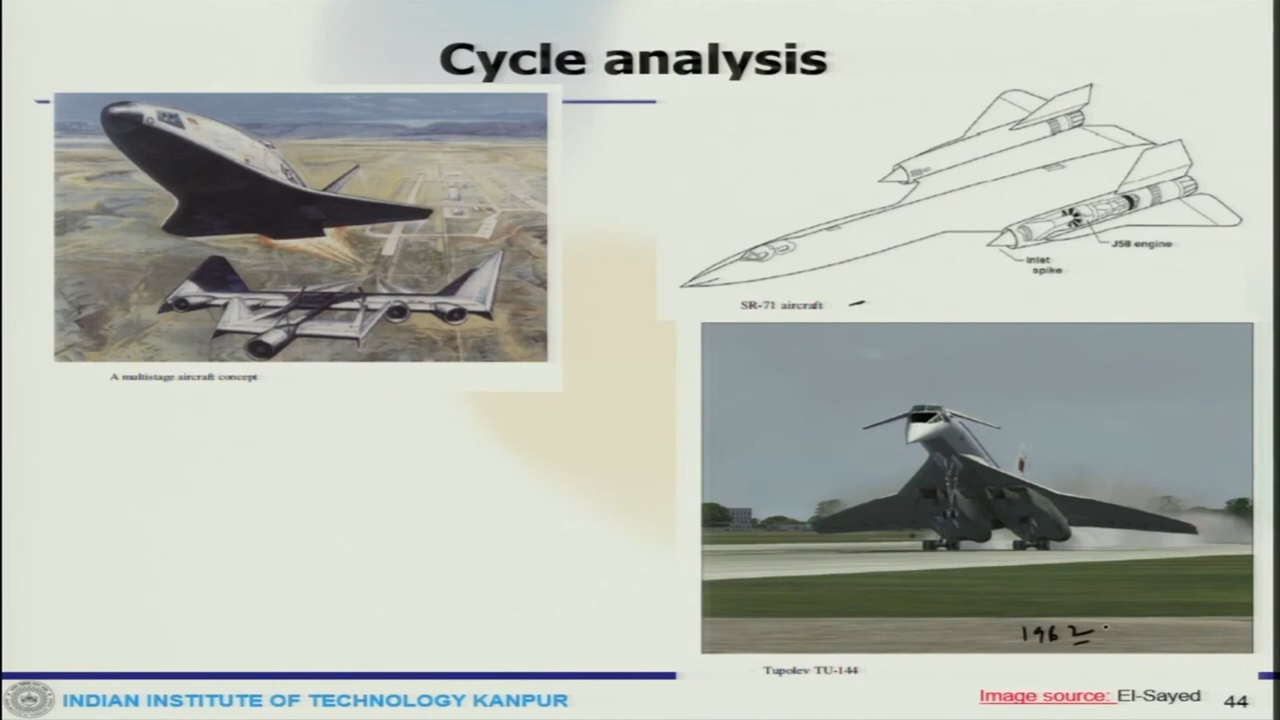 Cycle analysis
A multistage aircraft concept
J58 engine
Inlet
spike
SR-71 aircraft
1962
Tupolev TU-144
INDIAN INSTITUTE OF TECHNOLOGY KANPUR
Image source: El-Sayed
44